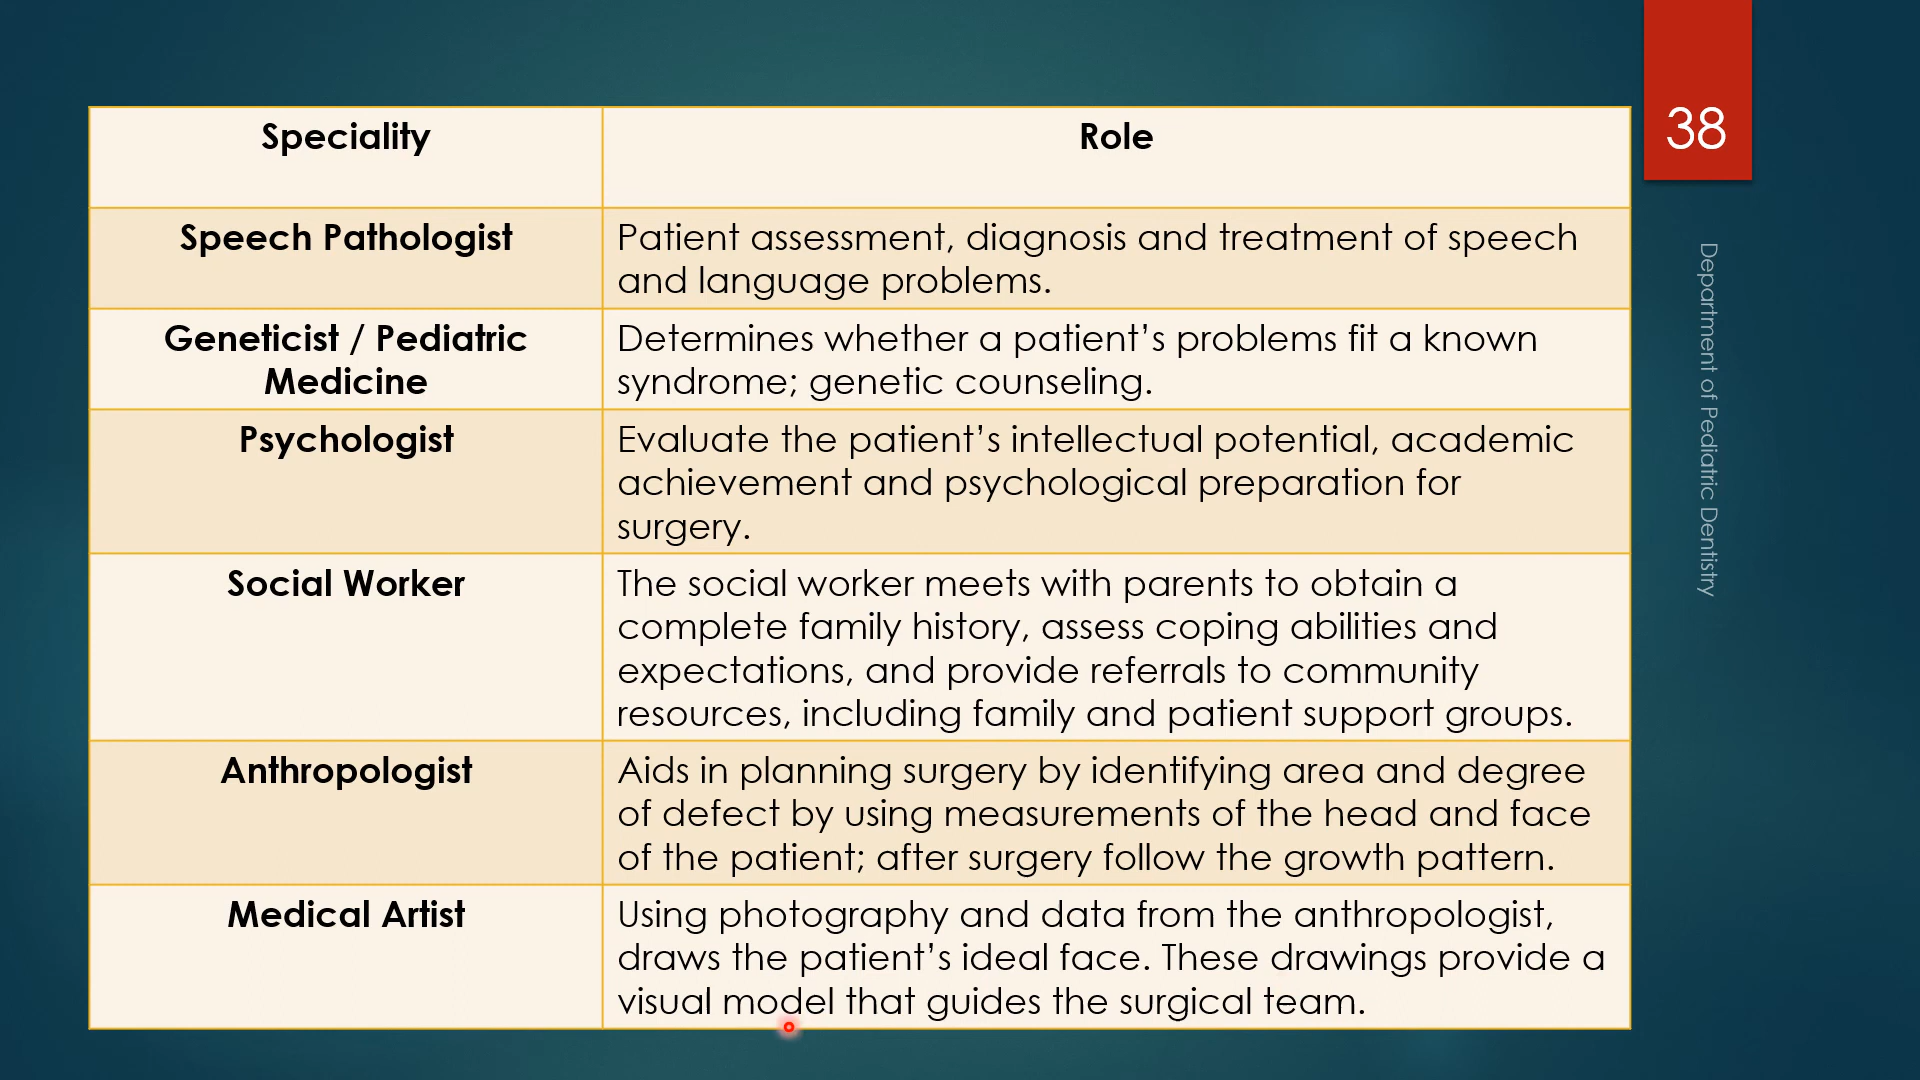 38
Speciality
Role
Speech Pathologist
Patient assessment, diagnosis and treatment of speech
and language problems.
Geneticist / Pediatric
Medicine
Determines whether a patient’s problems fit a known
syndrome; genetic counseling.
Psychologist
Evaluate the patient’s intellectual potential, academic
achievement and psychological preparation for
surgery.
Social Worker
The social worker meets with parents to obtain a
complete family history, assess coping abilities and
expectations, and provide referrals to community
resources, including family and patient support groups.
Anthropologist
Aids in planning surgery by identifying area and degree
of defect by using measurements of the head and face
of the patient; after surgery follow the growth pattern.
Medical Artist
Using photography and data from the anthropologist,
draws the patient’s ideal face. These drawings provide a
visual model that guides the surgical team.
Department of Pediatric Dentistry